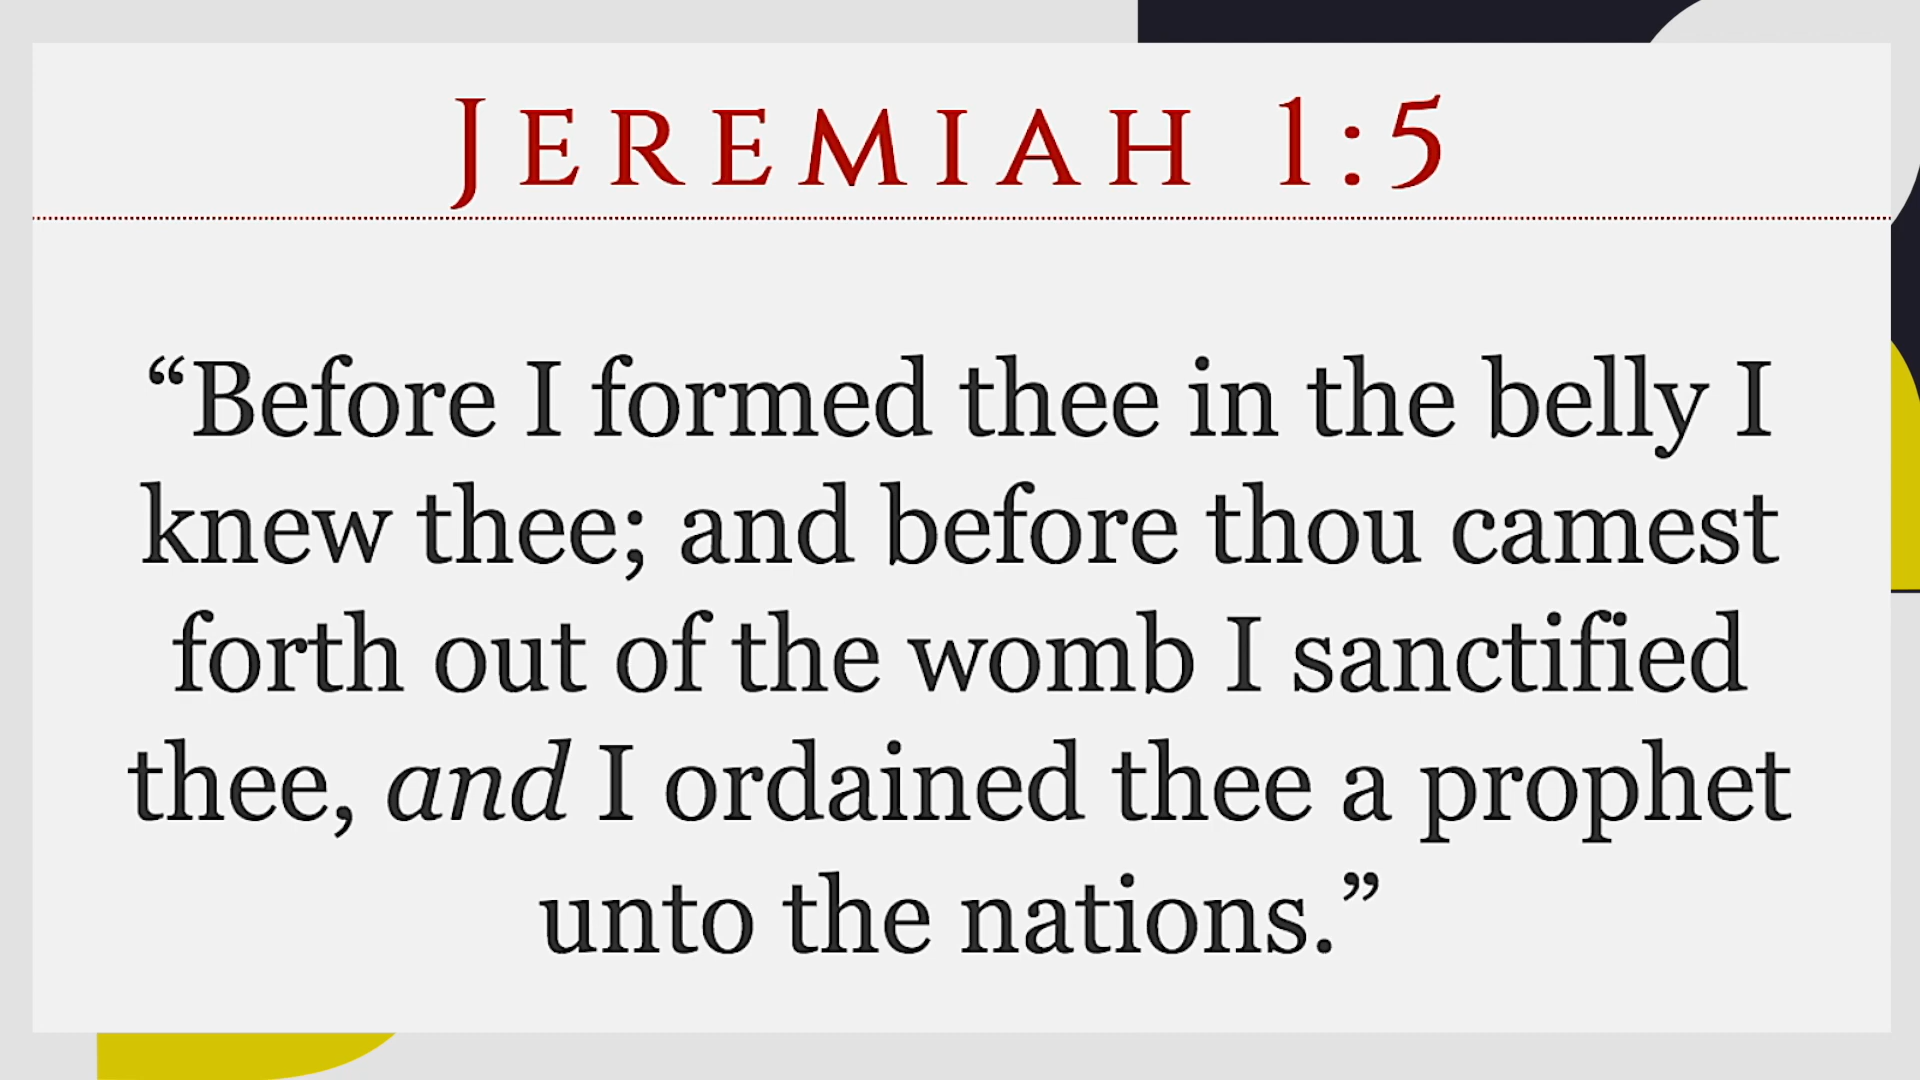 JEREMIAH 1:5
“Before I formed thee in the belly I
knew thee; and before thou camest
forth out of the womb I sanctified
thee, and I ordained thee a prophet
unto the nations.”